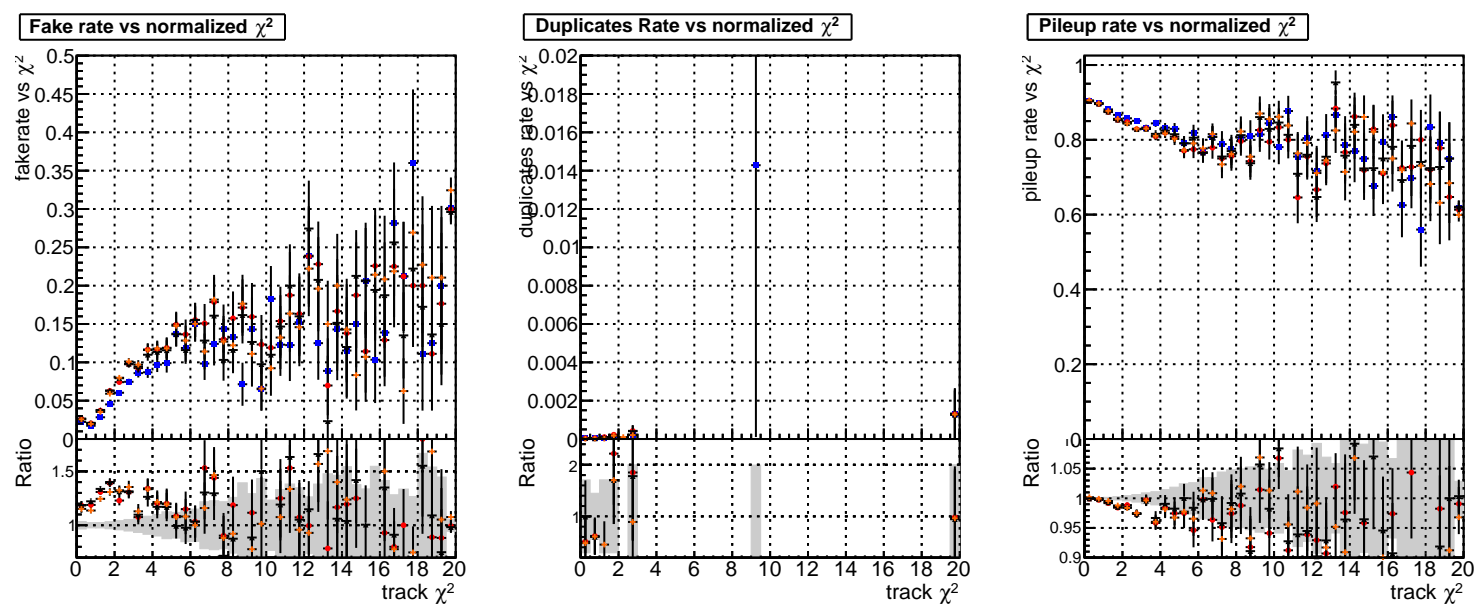 Fake rate vs normalized χ²
fakerate vs χ²
0.5
0.45
0.4
0.35
0.3
0.25
0.2
0.15
0.1
0.05
0
Ratio
1.5
1
0 2 4 6 8 10 12 14 16 18 20
track χ²
Duplicates Rate vs normalized χ²
duplicates rate vs χ²
0.02
0.018
0.016
0.014
0.012
0.01
0.008
0.006
0.004
0.002
0
Ratio
2
1
0 2 4 6 8 10 12 14 16 18 20
track χ²
Pileup rate vs normalized χ²
pileup rate vs χ²
1
0.8
0.6
0.4
0.2
0
Ratio
1.05
1
0.95
0.9
0 2 4 6 8 10 12 14 16 18 20
track χ²